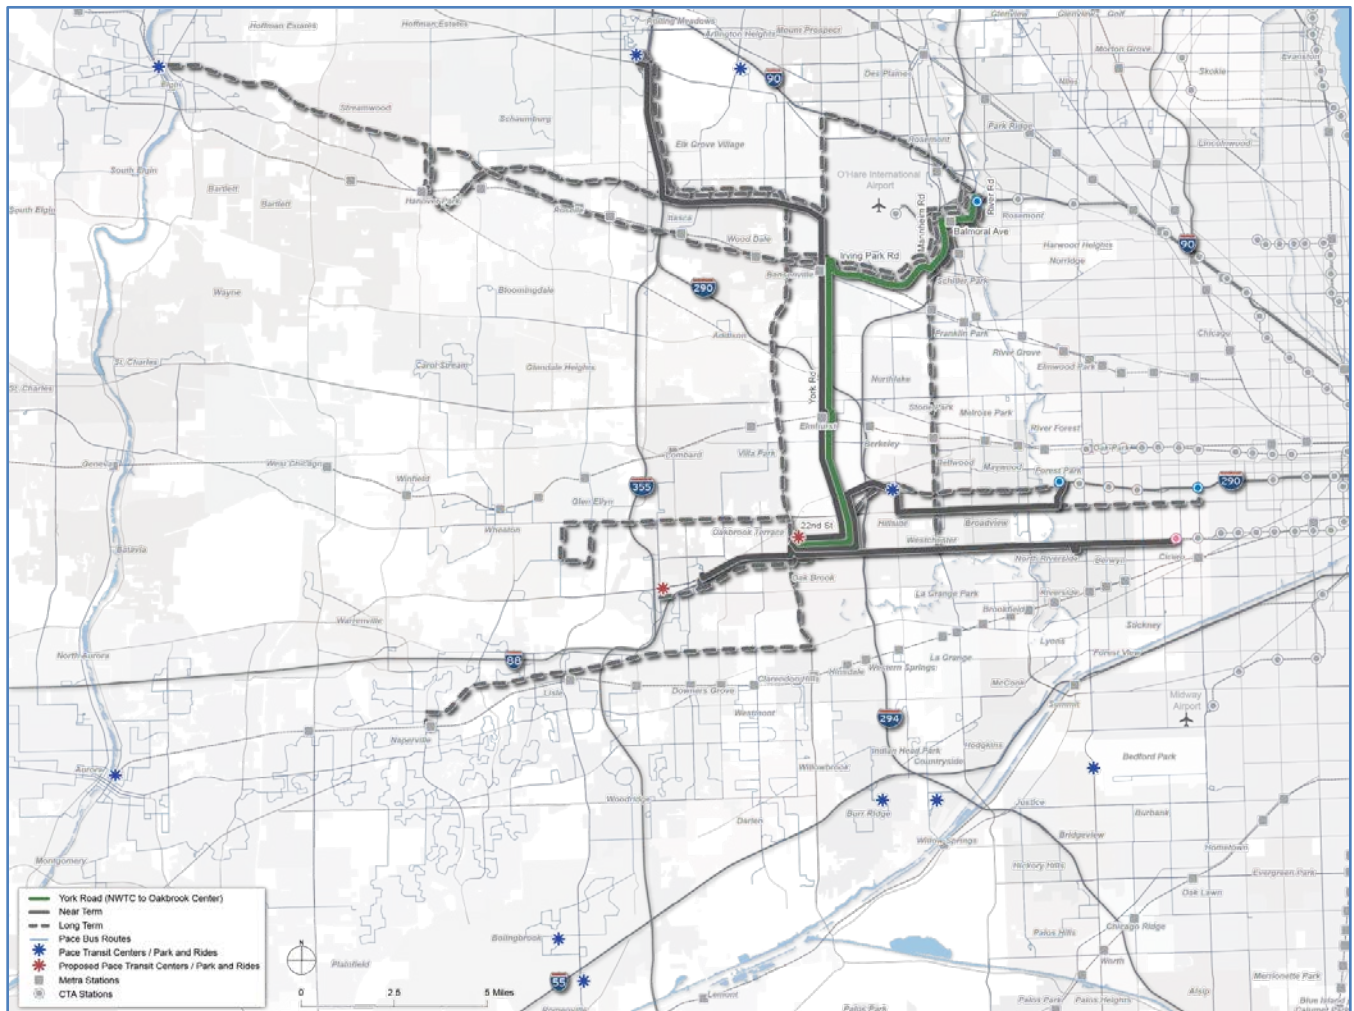 Hoffman Estates
Hoffman Estates
Rolling Meadows
Arlington Heights
Mount Prospect
Glenview
Glenview
Golf
Morton Grove
Evanston
Skokie
Des Plaines
Niles
90
Elgin
Streamwood
Schaumburg
Elk Grove Village
Rosemont
Park Ridge
Lincolnwood
South Elgin
Bartlett
Bartlett
Hanover Park
O'Hare International
Airport
Mannheim Rd
River Rd
Rosemont
South Elgin
Itasca
Wood Dale
Balmoral Ave
Harwood Heights
Norridge
90
Irving Park Rd
Bensenville
Schiller Park
Wayne
Bloomingdale
290
Addison
Franklin Park
Chicago
River Grove
Elmwood Park
St. Charles
St. Charles
Carol Stream
Glendale Heights
York Rd
Northlake
Stone Park
Melrose Park
River Forest
Elmhurst
Berkeley
Oak Park
Geneva
West Chicago
Winfield
Lombard
Villa Park
Bellwood
Maywood
Forest Park
290
355
Glen Ellyn
Wheaton
Oakbrook Terrace
22nd St
Hillside
Broadview
Westchester
North Riverside
Berwyn
Cicero
Batavia
Oak Brook
La Grange Park
Riverside
Brookfield
Stickney
Warrenville
Lyons
North Aurora
88
Lisle
Downers Grove
Clarendon Hills
Hinsdale
Western Springs
La Grange
Forest View
McCook
Summit
Midway
Airport
Westmont
294
Naperville
Indian Head Park
Hodgkins
Countryside
Willowbrook
Bedford Park
Aurora
Woodridge
Darien
Burr Ridge
Justice
Burbank
Bridgeview
Willow Springs
Hometown
Montgomery
Hickory Hills
Evergreen Park
Oak Lawn
Chicago Ridge
Palos Hills
Bolingbrook
Plainfield
55
Romeoville
Worth
Merrionette Park
Lemont
Alsip
Palos Park
Palos Park
Palos Heights
Blue Island
Calumet Park
York Road (NWTC to Oakbrook Center)
Near Term
Long Term
Pace Bus Routes
Pace Transit Centers / Park and Rides
Proposed Pace Transit Centers / Park and Rides
Metra Stations
CTA Stations
N
0 2.5 5 Miles